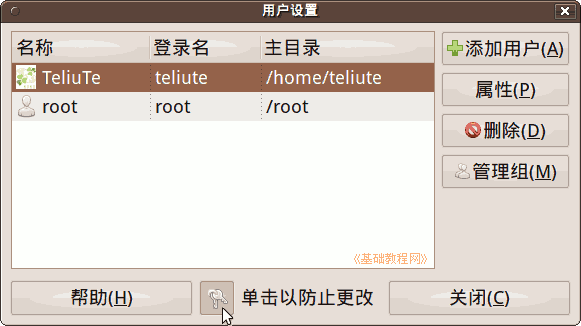 用户设置
名称 登录名 主目录
TeliuTe teliute /home/teliute
root root /root
添加用户(A)
属性(P)
删除(D)
管理组(M)
《基础教程网》
帮助(H) 单击以防止更改 关闭(C)